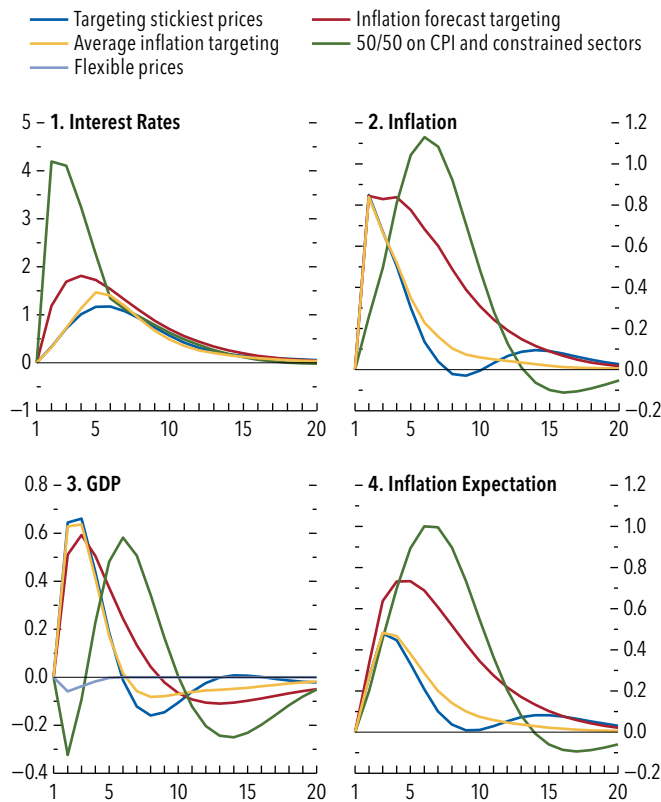 Targeting stickiest prices
Inflation forecast targeting
Average inflation targeting
50/50 on CPI and constrained sectors
Flexible prices
1. Interest Rates
5
4
3
2
1
0
−1
1 5 10 15 20
2. Inflation
1.2
1.0
0.8
0.6
0.4
0.2
0.0
−0.2
1 5 10 15 20
3. GDP
0.8
0.6
0.4
0.2
0.0
−0.2
−0.4
1 5 10 15 20
4. Inflation Expectation
1.2
1.0
0.8
0.6
0.4
0.2
0.0
−0.2
1 5 10 15 20